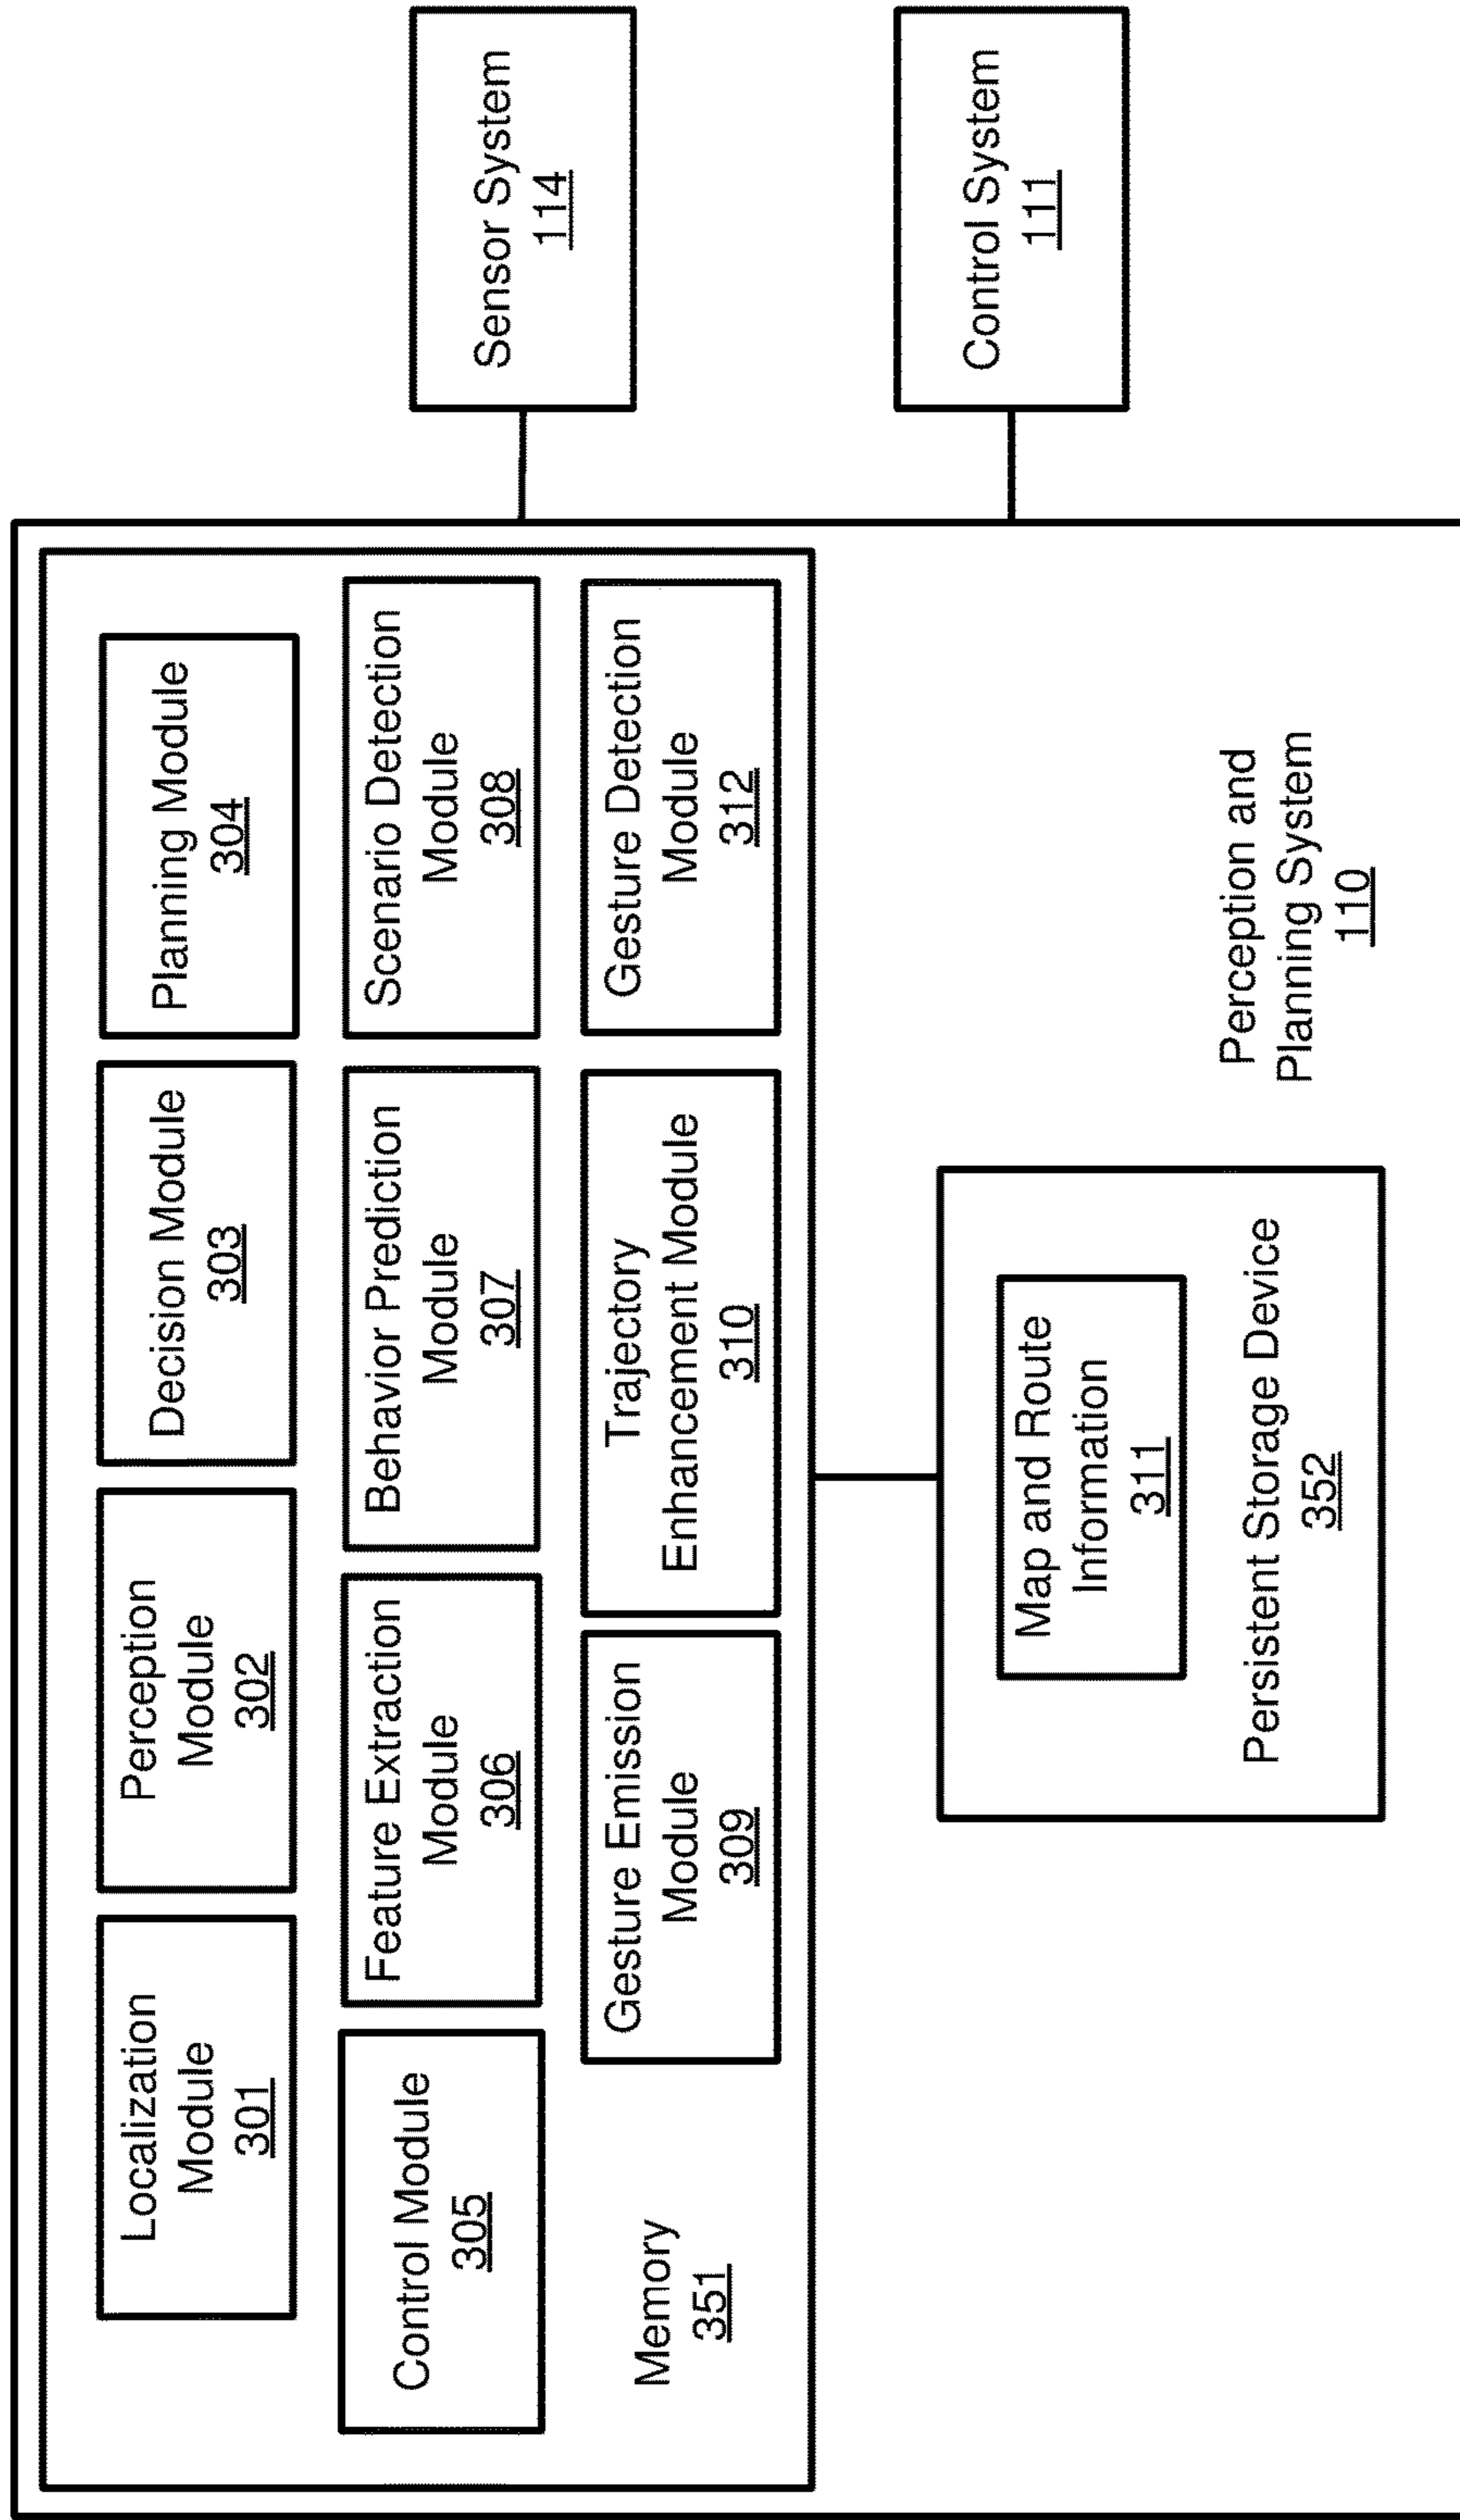 Localization
Module
301
Perception
Module
302
Decision Module
303
Planning Module
304
Control Module
305
Feature Extraction
Module
306
Behavior Prediction
Module
307
Scenario Detection
Module
308
Memory
351
Gesture Emission
Module
309
Trajectory
Enhancement Module
310
Gesture Detection
Module
312
Map and Route
Information
311
Persistent Storage Device
352
Perception and
Planning System
110
Sensor System
114
Control System
111